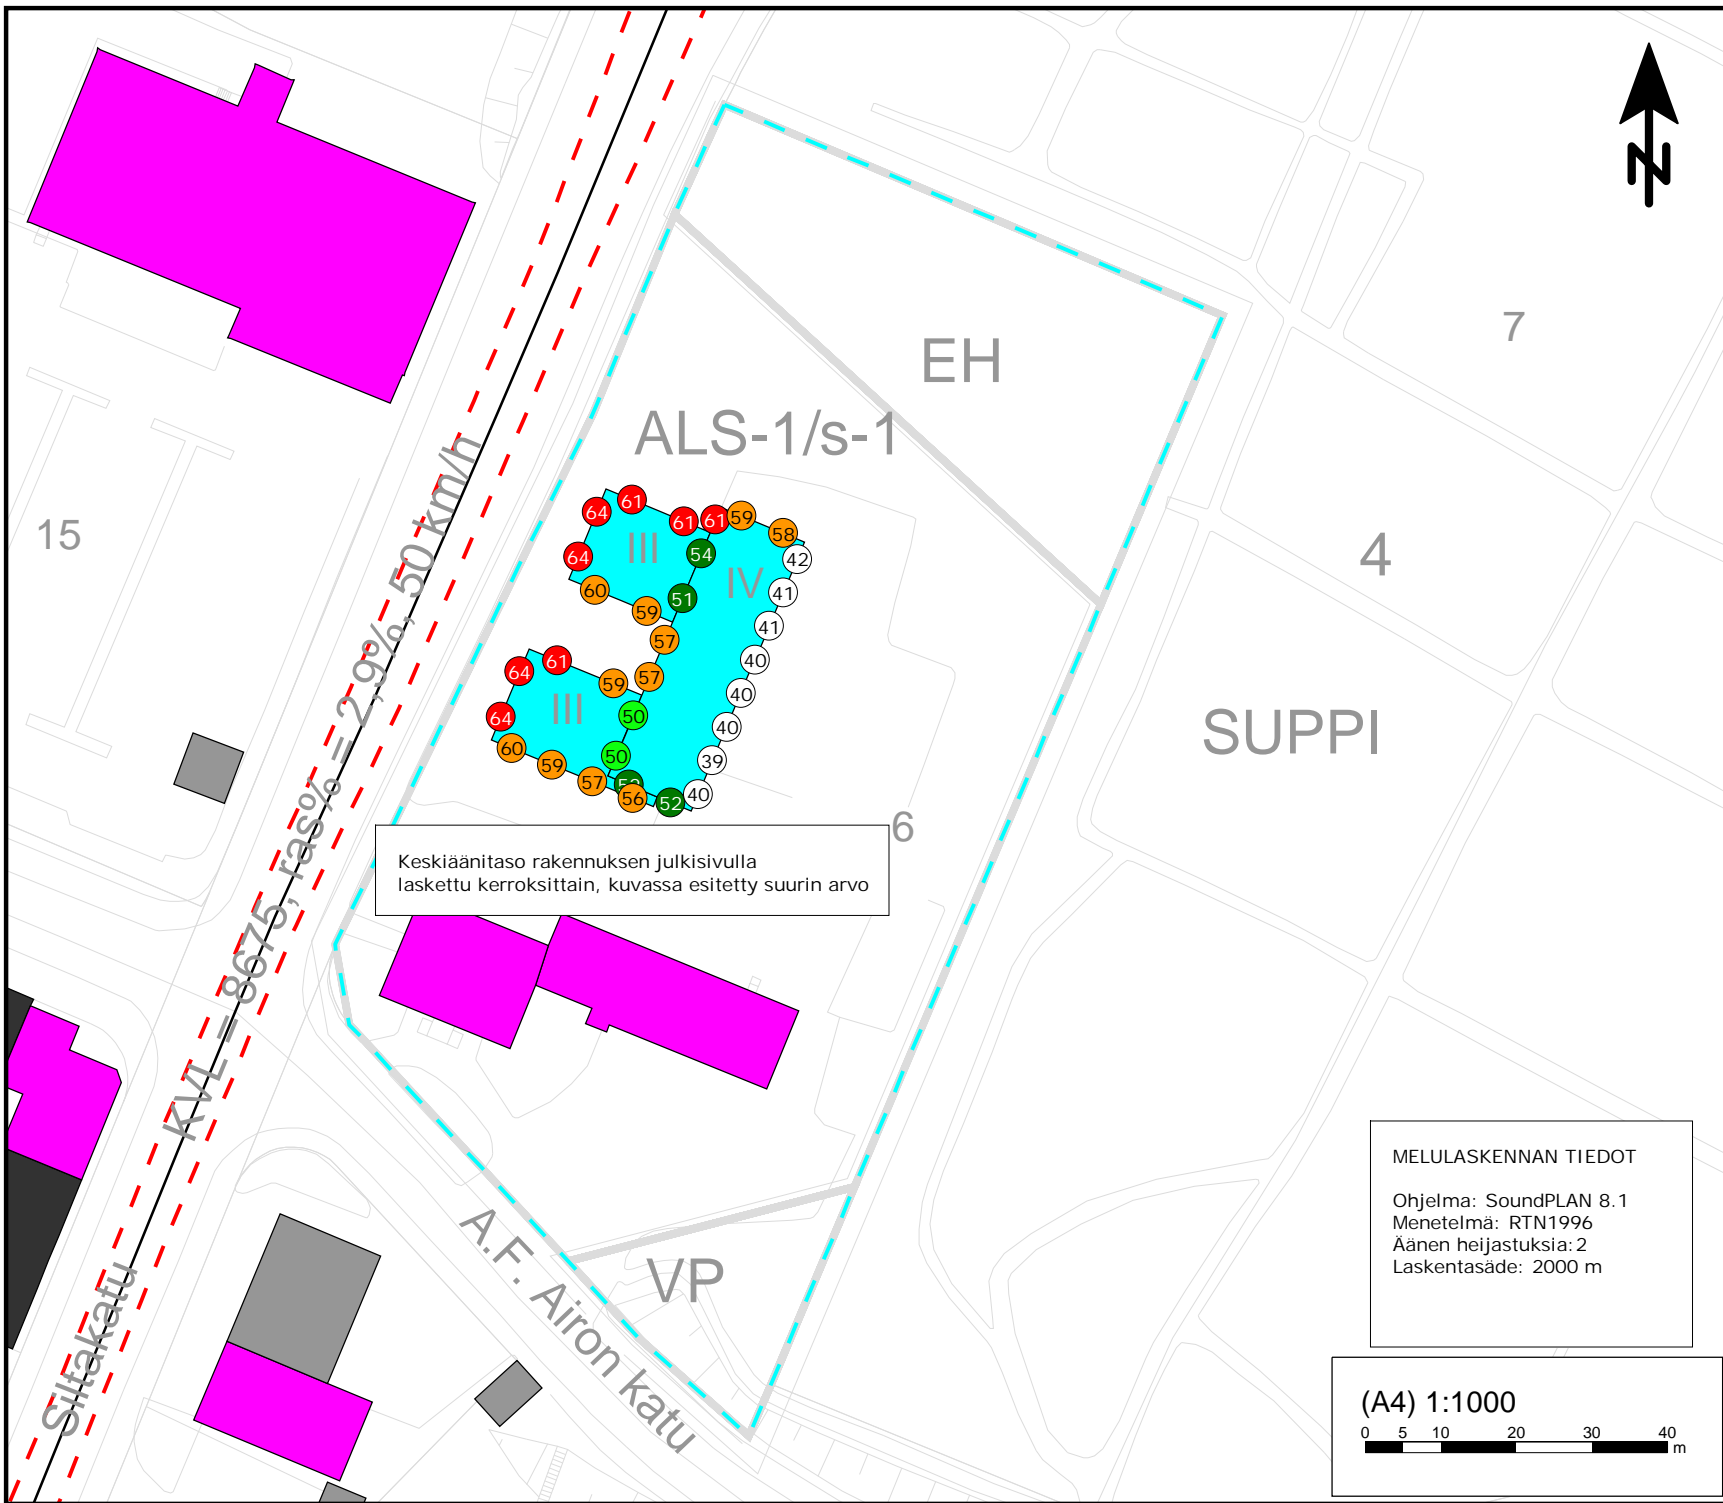 N
EH
7
ALS-1/s-1
15
4
61
64
61
61
59
58
III
54
42
64
IV
60
41
51
59
41
57
61
40
64
59
57
40
III
64
50
40
60
50
39
59
57
56
52
40
SUPPI
6
Keskiäänitaso rakennuksen julkisivulla
laskettu kerroksittain, kuvassa esitetty suurin arvo
Siltakatu
KVL = 8675, ras% = 2,9%, 50 km/h
A.F. Airon katu
VP
MELULASKENNAN TIEDOT
Ohjelma: SoundPLAN 8.1
Menetelmä: RTN1996
Äänen heijastuksia: 2
Laskentasäde: 2000 m
(A4) 1:1000
0 5 10 20 30 40
m